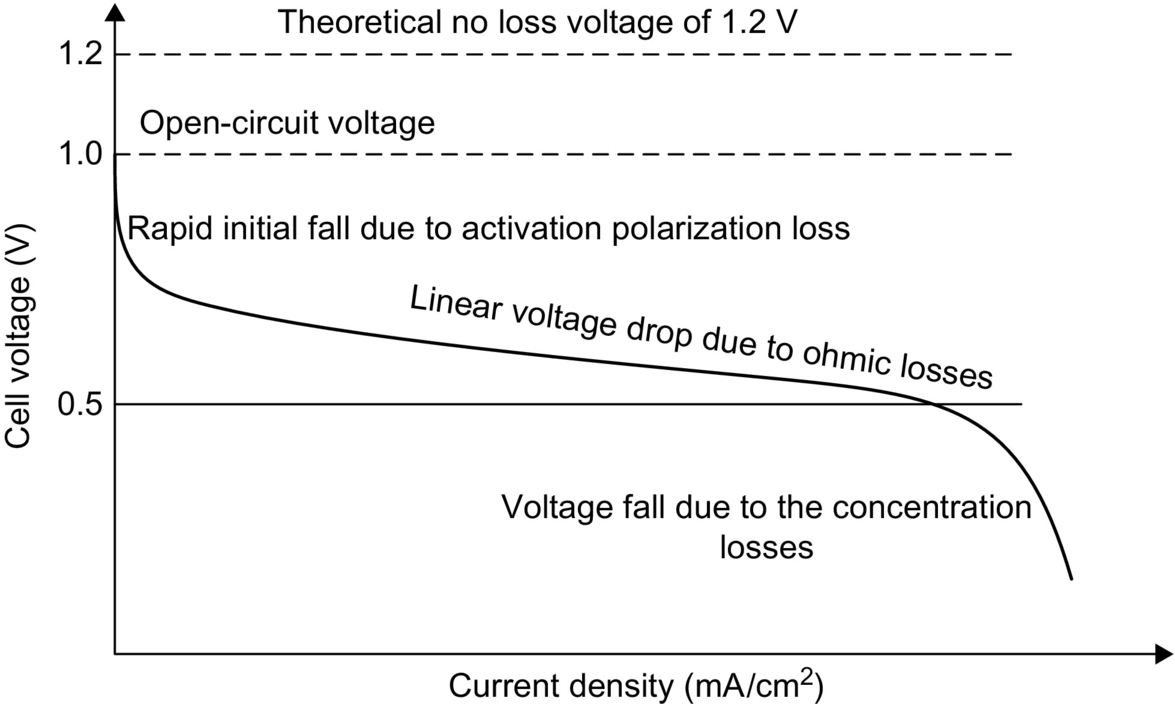 Theoretical no loss voltage of 1.2 V
1.2
Open-circuit voltage
1.0
Rapid initial fall due to activation polarization loss
Linear voltage drop due to ohmic losses
Cell voltage (V)
0.5
Voltage fall due to the concentration
losses
Current density (mA/cm²)